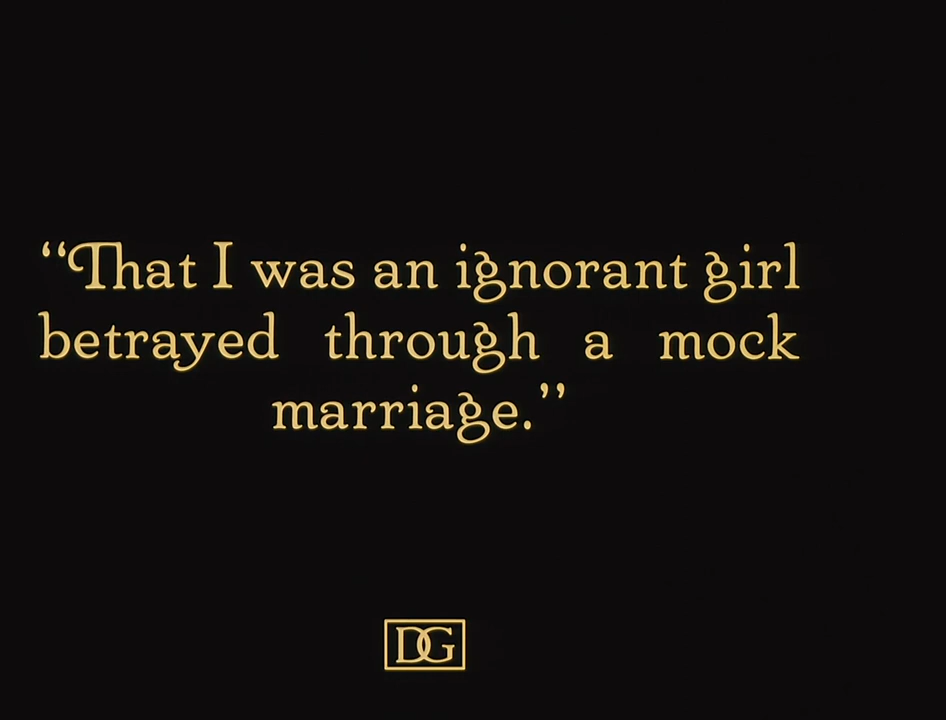 “That I was an ignorant girl
betrayed through a mock
marriage.”
DG